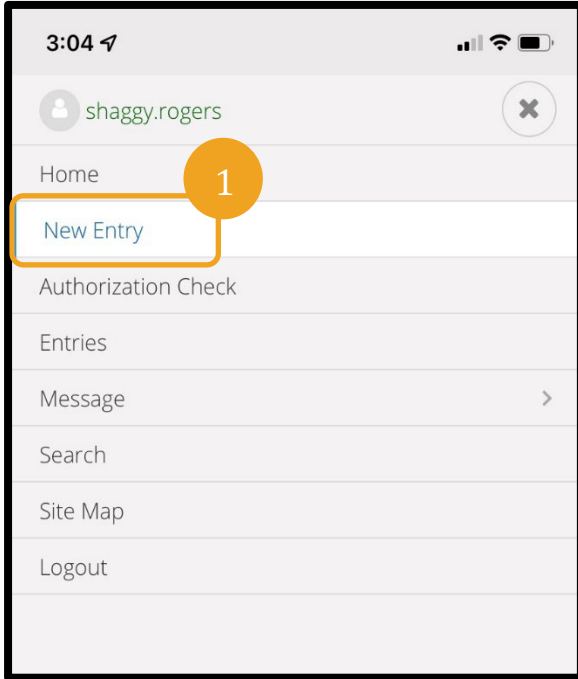 3:04
shaggy.rogers
Home
1
New Entry
Authorization Check
Entries
Message
Search
Site Map
Logout